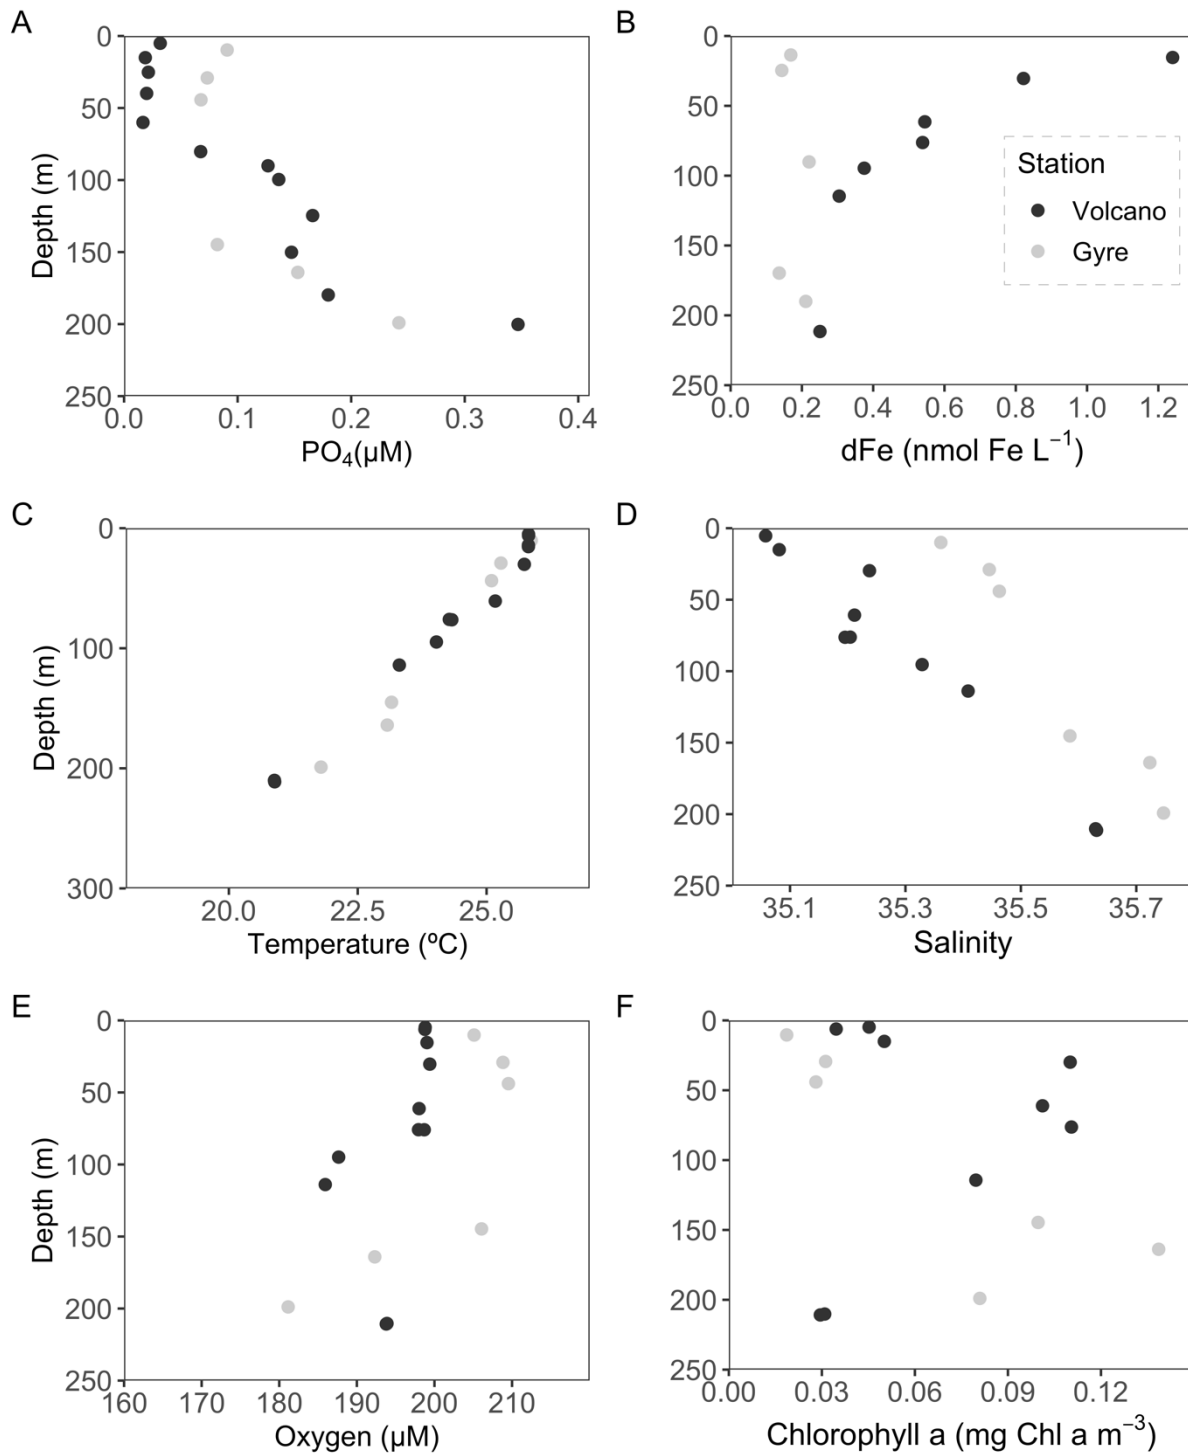 A
0
50
100
150
200
250
Depth (m)
0.0 0.1 0.2 0.3 0.4
PO₄(µM)
B
0
50
100
150
200
250
0.0 0.2 0.4 0.6 0.8 1.0 1.2
dFe (nmol Fe L⁻¹)
Station
Volcano
Gyre
C
0
100
200
300
Depth (m)
20.0 22.5 25.0
Temperature (ºC)
D
0
50
100
150
200
250
35.1 35.3 35.5 35.7
Salinity
E
0
50
100
150
200
250
Depth (m)
160 170 180 190 200 210
Oxygen (µM)
F
0
50
100
150
200
250
0.00 0.03 0.06 0.09 0.12
Chlorophyll a (mg Chl a m⁻³)